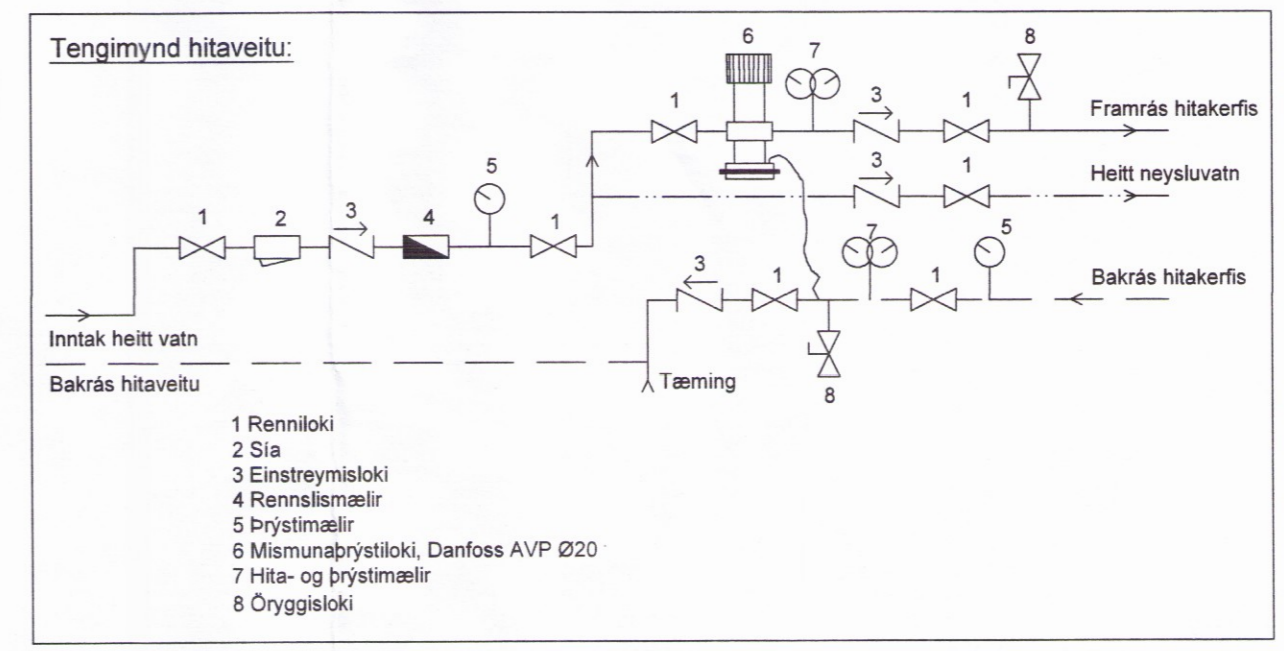 Tengimynd hitaveitu:
6
7
8
1
3
1
Framrás hitakerfis
5
3
1
Heitt neysluvatn
1
2
3
4
1
7
5
3
1
1
Bakrás hitakerfis
Inntak heitt vatn
Bakrás hitaveitu
Tæming
8
1 Renniloki
2 Sía
3 Einstreymisloki
4 Rennslismælir
5 Þrýstimælir
6 Mismunaþrýstiloki, Danfoss AVP Ø20
7 Hita- og þrýstimælir
8 Öryggisloki